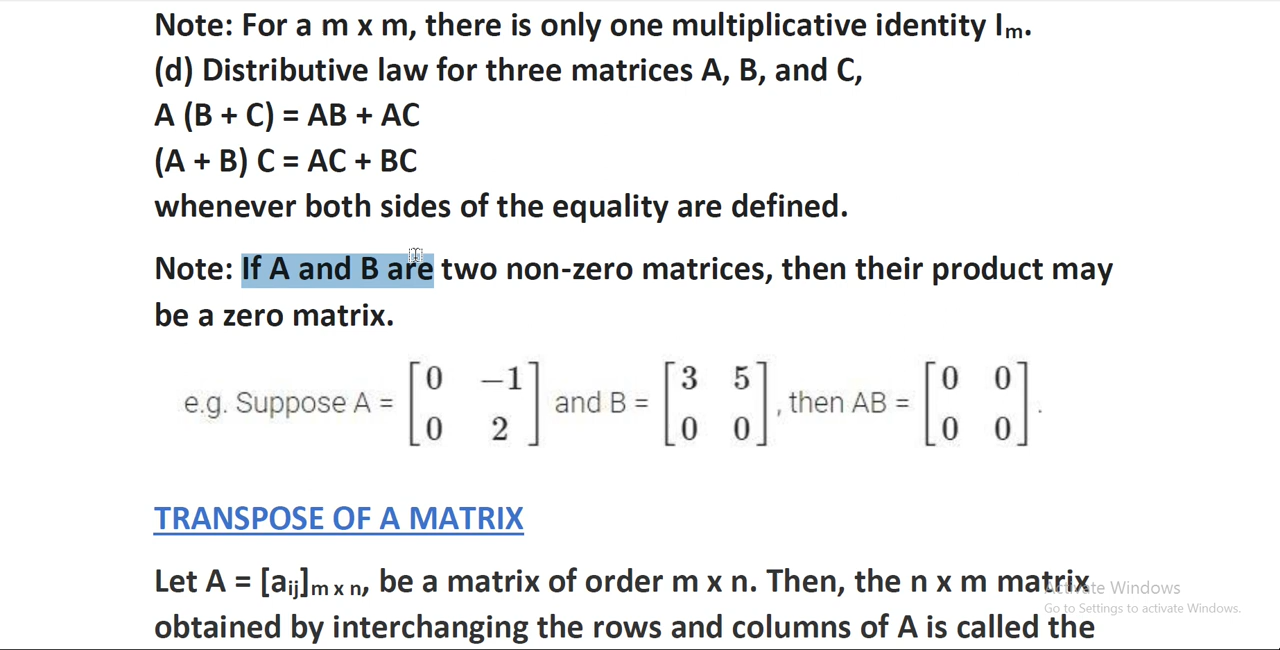 Note: For a m x m, there is only one multiplicative identity Im.
(d) Distributive law for three matrices A, B, and C,
A (B + C) = AB + AC
(A + B) C = AC + BC
whenever both sides of the equality are defined.
Note: If A and B are two non-zero matrices, then their product may
be a zero matrix.
e.g. Suppose A = [0 −1; 0 2] and B = [3 5; 0 0], then AB = [0 0; 0 0].
TRANSPOSE OF A MATRIX
Let A = [aij]m x n, be a matrix of order m x n. Then, the n x m matrix
obtained by interchanging the rows and columns of A is called the
Activate Windows
Go to Settings to activate Windows.